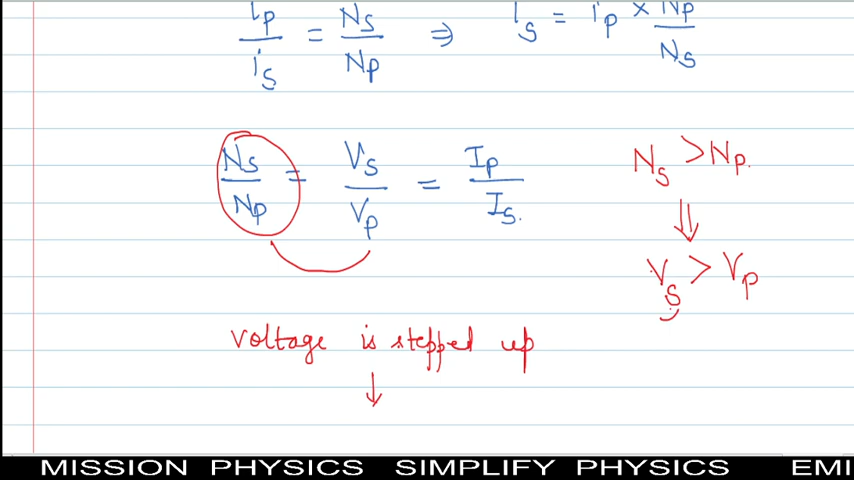 Ip/is = Ns/Np ⇒ Is = ip × Np/Ns
Ns/Np = Vs/Vp = Ip/Is.
Ns > Np.
⇓
Vs > Vp
voltage is stepped up
↓
MISSION PHYSICS SIMPLIFY PHYSICS EMI